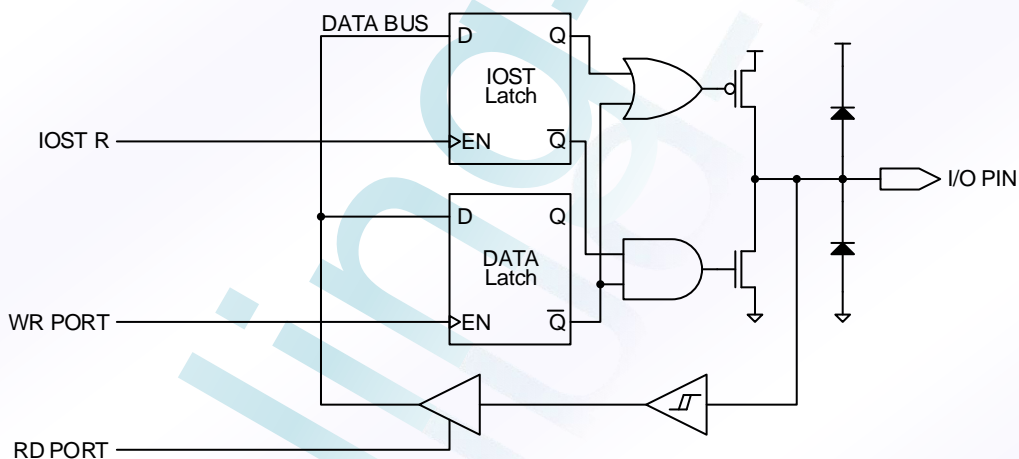 DATA BUS
D
Q
IOST
Latch
IOST R
EN
Q̅
D
Q
DATA
Latch
WR PORT
EN
Q̅
I/O PIN
RD PORT